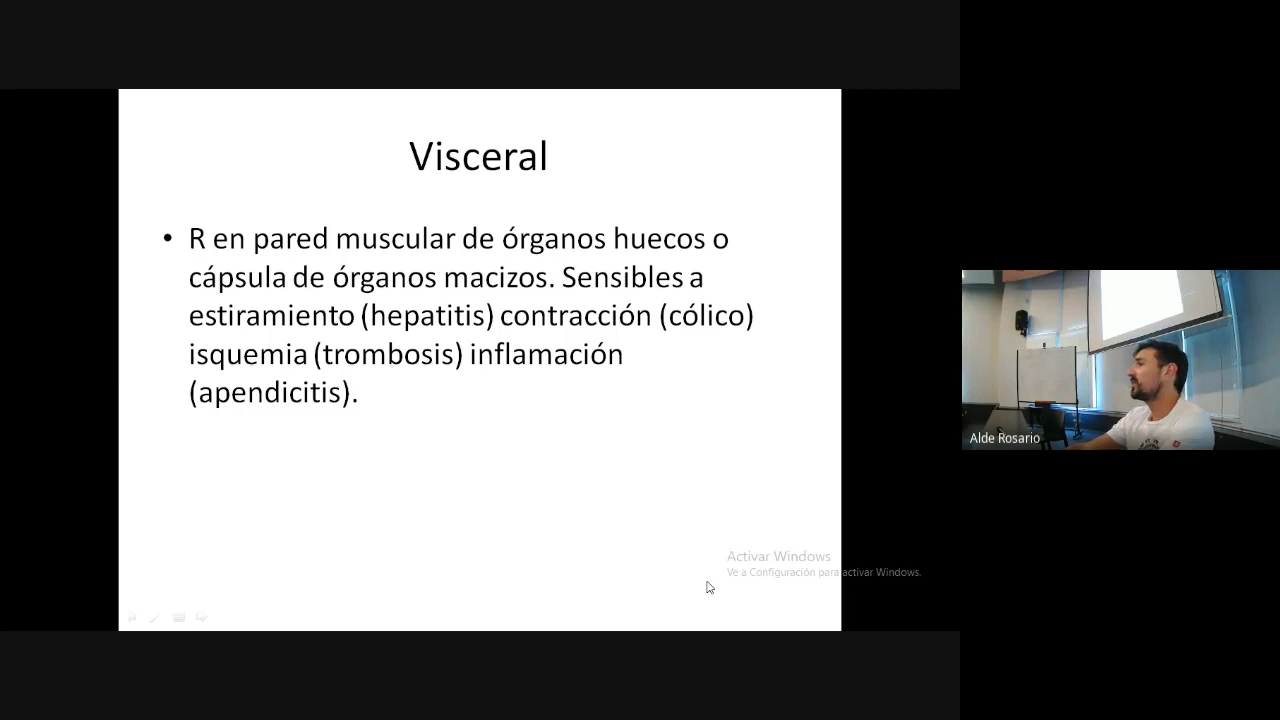 Visceral
• R en pared muscular de órganos huecos o
cápsula de órganos macizos. Sensibles a
estiramiento (hepatitis) contracción (cólico)
isquemia (trombosis) inflamación
(apendicitis).
Activar Windows
Ve a Configuración para activar Windows.
Alde Rosario